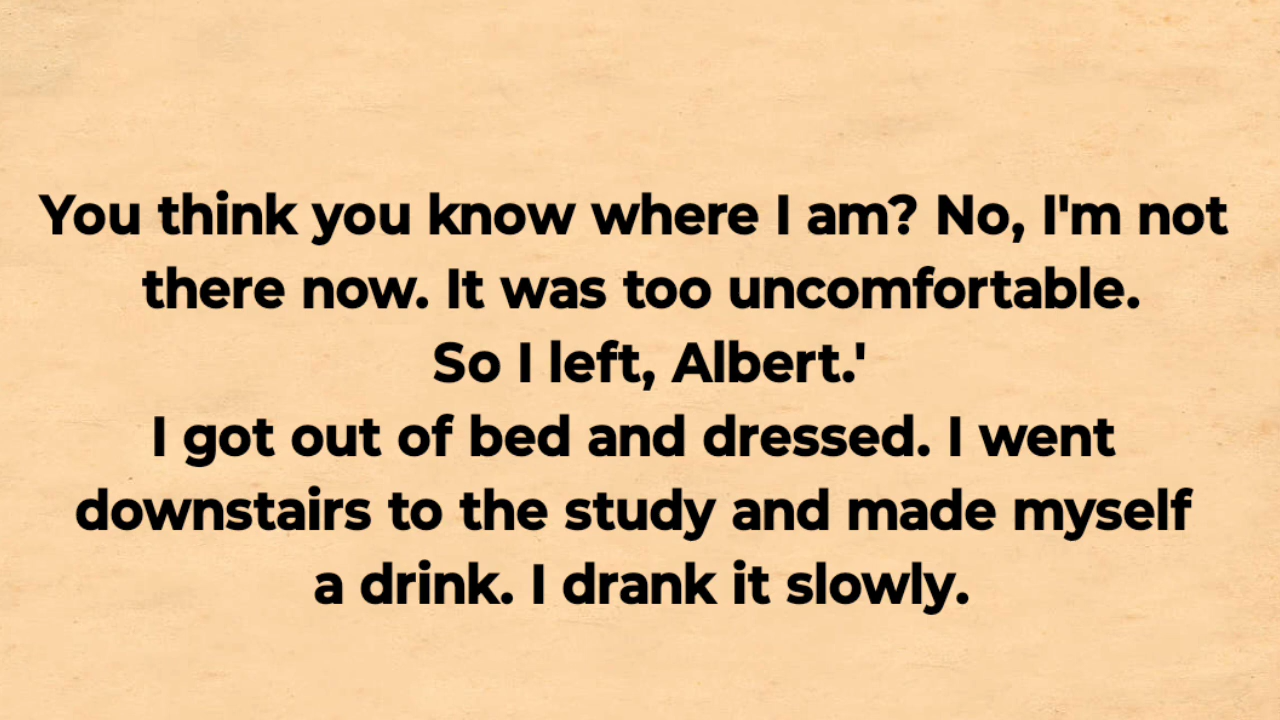 You think you know where I am? No, I'm not
there now. It was too uncomfortable.
So I left, Albert.'
I got out of bed and dressed. I went
downstairs to the study and made myself
a drink. I drank it slowly.